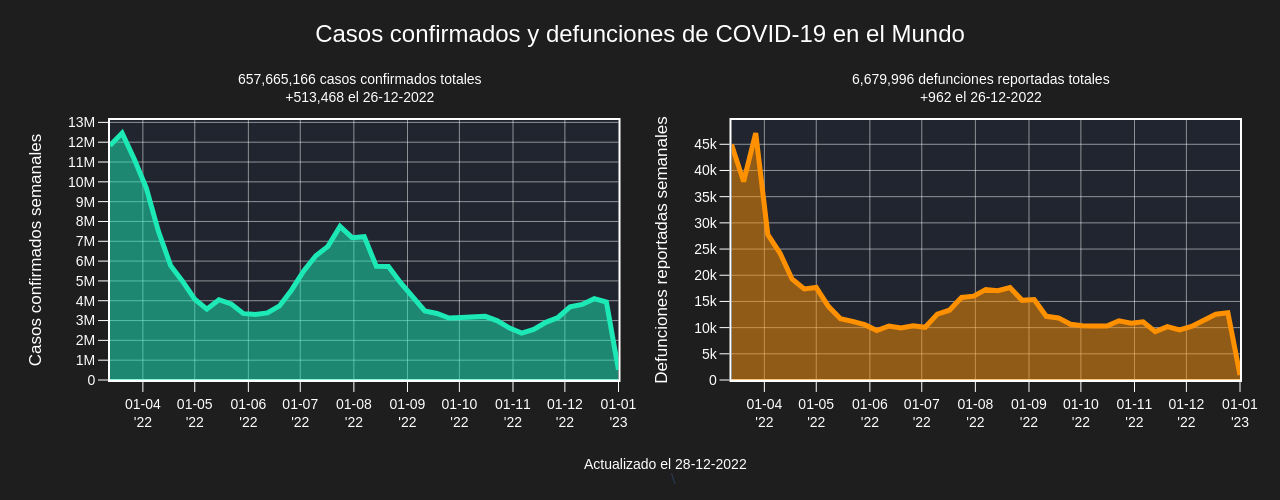 Casos confirmados y defunciones de COVID-19 en el Mundo
657,665,166 casos confirmados totales
+513,468 el 26-12-2022
Casos confirmados semanales
13M
12M
11M
10M
9M
8M
7M
6M
5M
4M
3M
2M
1M
0
01-04 01-05 01-06 01-07 01-08 01-09 01-10 01-11 01-12 01-01
'22 '22 '22 '22 '22 '22 '22 '22 '22 '23
6,679,996 defunciones reportadas totales
+962 el 26-12-2022
Defunciones reportadas semanales
45k
40k
35k
30k
25k
20k
15k
10k
5k
0
01-04 01-05 01-06 01-07 01-08 01-09 01-10 01-11 01-12 01-01
'22 '22 '22 '22 '22 '22 '22 '22 '22 '23
Actualizado el 28-12-2022
\